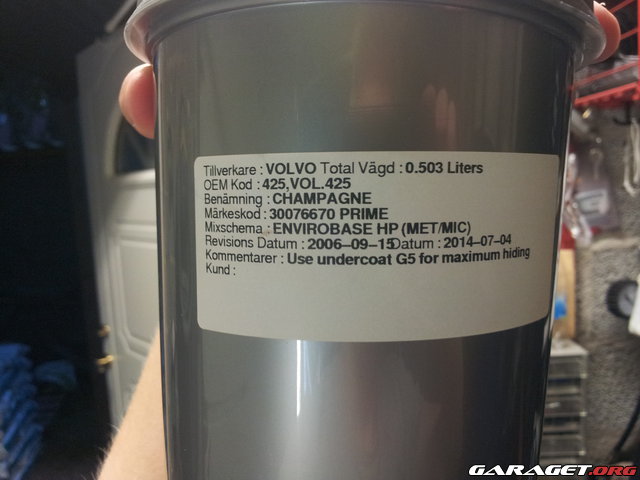 Tillverkare : VOLVO Total Vägd : 0.503 Liters
OEM Kod : 425,VOL.425
Benämning : CHAMPAGNE
Märkeskod : 30076670 PRIME
Mixschema : ENVIROBASE HP (MET/MIC)
Revisions Datum : 2006-09-15Datum : 2014-07-04
Kommentarer : Use undercoat G5 for maximum hiding
Kund :
GARAGET.ORG